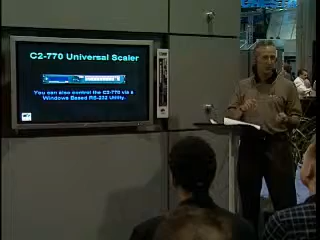 C2-770 Universal Scaler
You can also control the C2-770 via a
Windows Based RS-232 Utility.